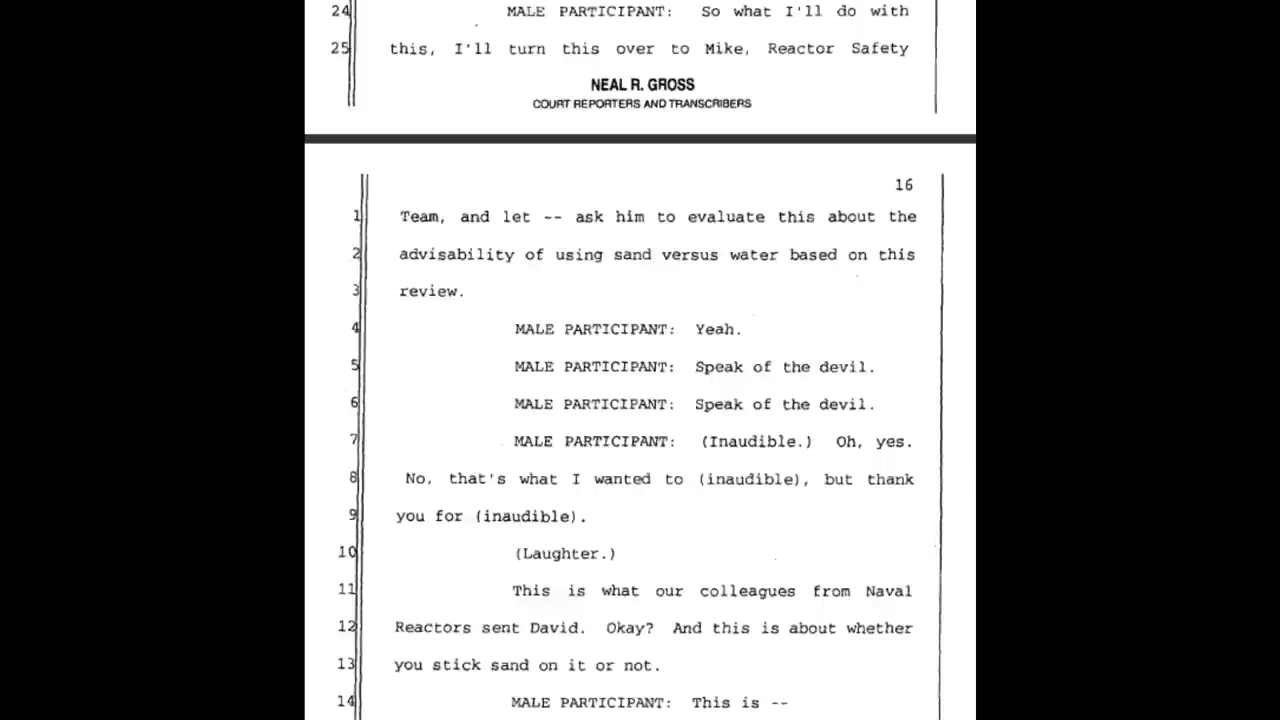 24 MALE PARTICIPANT: So what I'll do with
25 this, I'll turn this over to Mike, Reactor Safety
NEAL R. GROSS
COURT REPORTERS AND TRANSCRIBERS
16
1 Team, and let -- ask him to evaluate this about the
2 advisability of using sand versus water based on this
3 review.
4 MALE PARTICIPANT: Yeah.
5 MALE PARTICIPANT: Speak of the devil.
6 MALE PARTICIPANT: Speak of the devil.
7 MALE PARTICIPANT: (Inaudible.) Oh, yes.
8 No, that's what I wanted to (inaudible), but thank
9 you for (inaudible).
10 (Laughter.)
11 This is what our colleagues from Naval
12 Reactors sent David. Okay? And this is about whether
13 you stick sand on it or not.
14 MALE PARTICIPANT: This is --